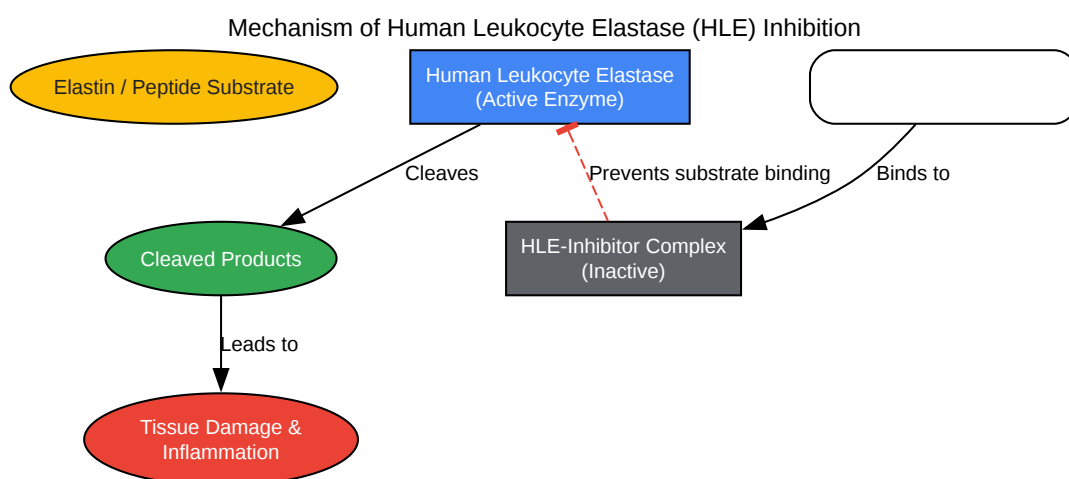 Mechanism of Human Leukocyte Elastase (HLE) Inhibition
Elastin / Peptide Substrate
Human Leukocyte Elastase
(Active Enzyme)
Cleaves
Prevents substrate binding
Binds to
Cleaved Products
HLE-Inhibitor Complex
(Inactive)
Leads to
Tissue Damage &
Inflammation